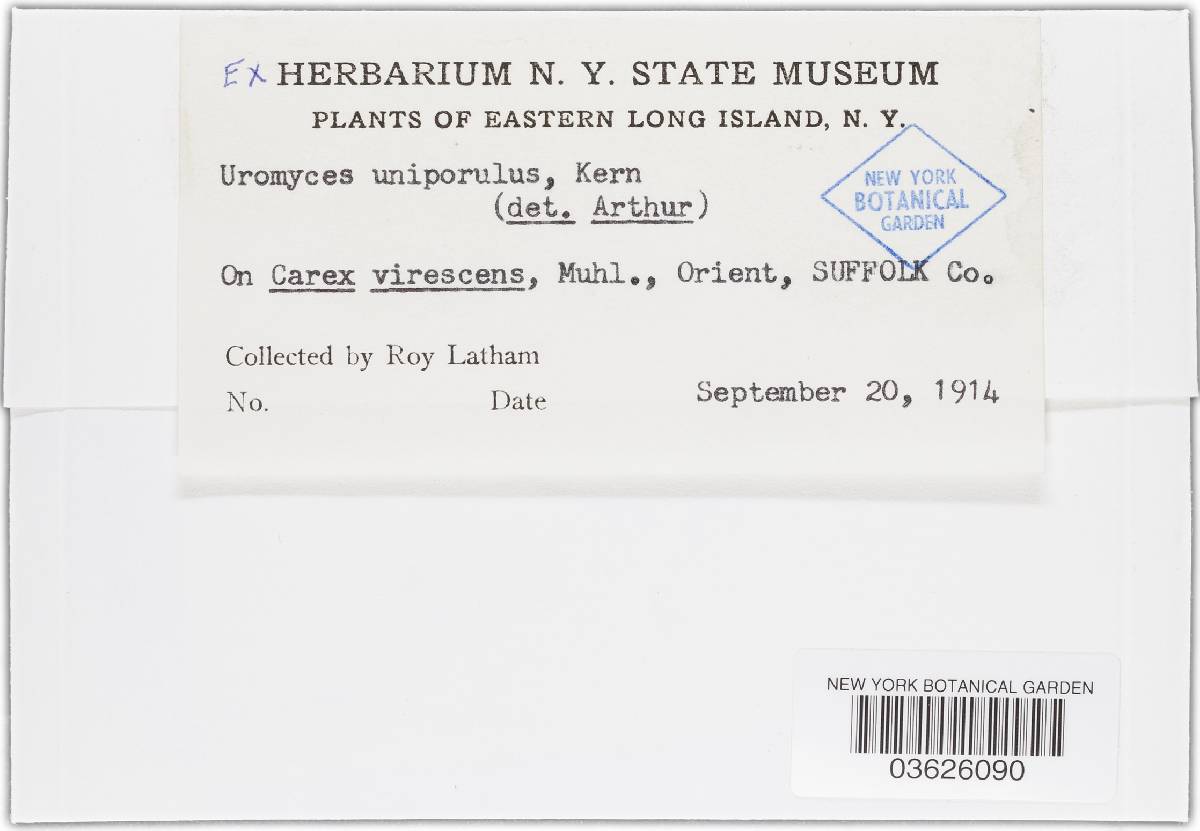 Ex HERBARIUM N. Y. STATE MUSEUM
PLANTS OF EASTERN LONG ISLAND, N. Y.
Uromyces uniporulus, Kern
(det. Arthur)
NEW YORK
BOTANICAL
GARDEN
On Carex virescens, Muhl., Orient, SUFFOLK Co.
Collected by Roy Latham
No. Date September 20, 1914
NEW YORK BOTANICAL GARDEN
03626090